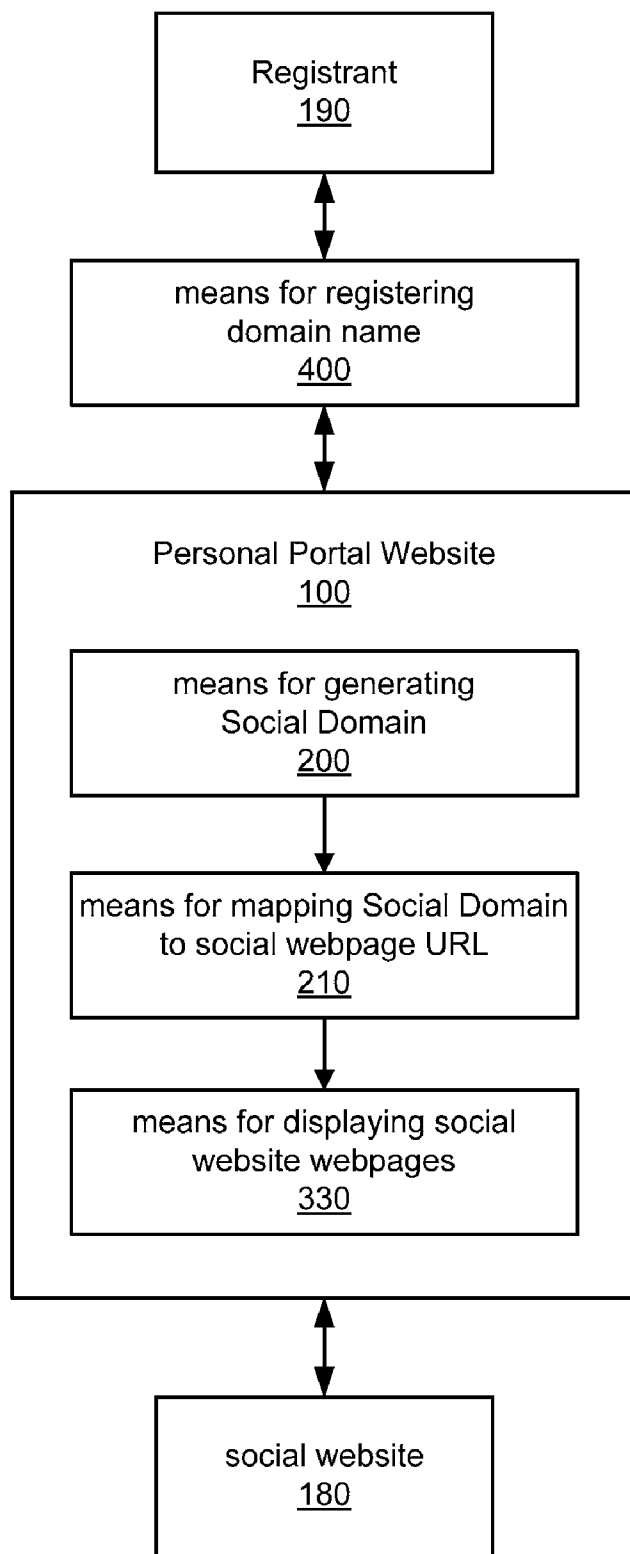 Registrant
190
means for registering
domain name
400
Personal Portal Website
100
means for generating
Social Domain
200
means for mapping Social Domain
to social webpage URL
210
means for displaying social
website webpages
330
social website
180